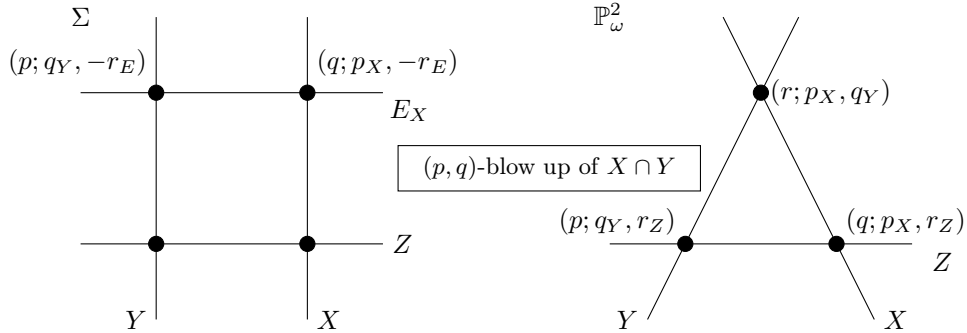 Σ
(p; q_Y, −r_E)
(q; p_X, −r_E)
E_X
Z
Y
X
(p, q)-blow up of X ∩ Y
ℙ²_ω
(r; p_X, q_Y)
(p; q_Y, r_Z)
(q; p_X, r_Z)
Z
Y
X